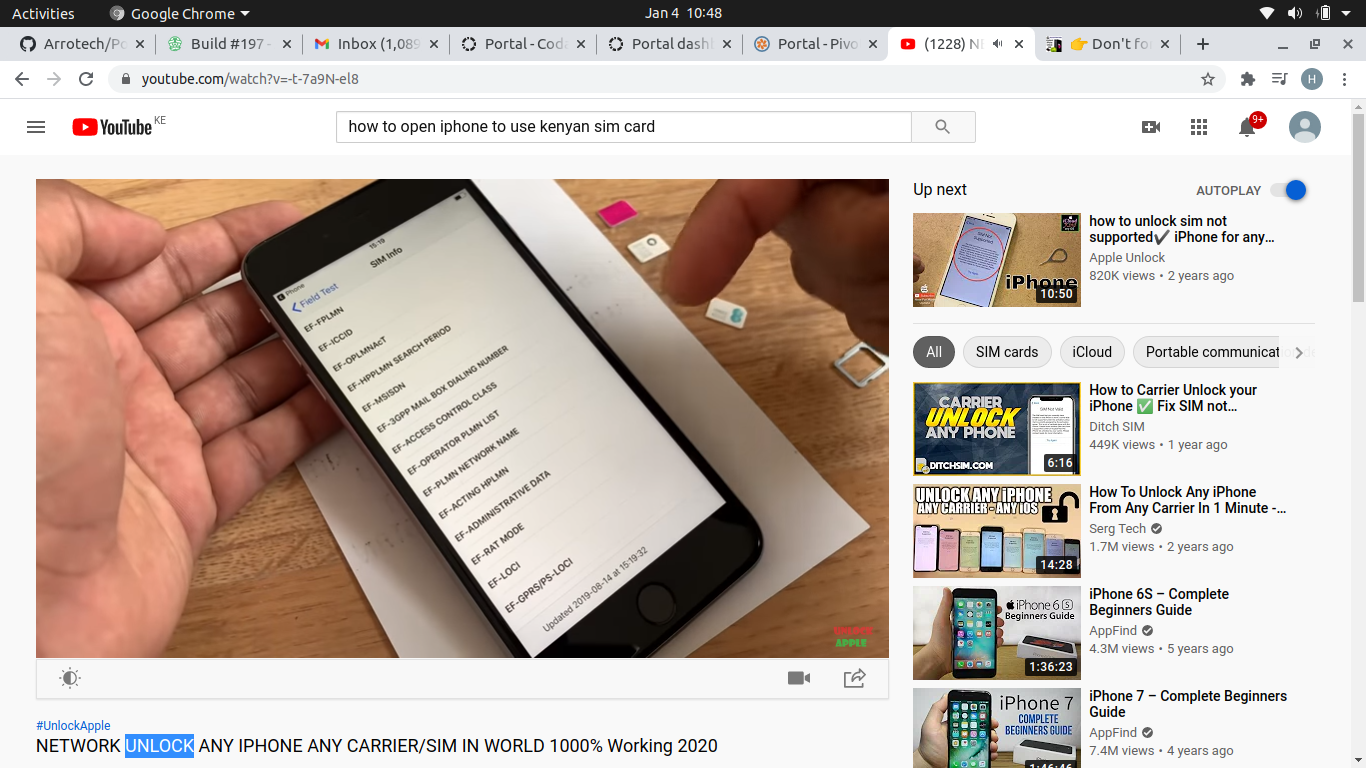 Activities
Google Chrome
Jan 4 10:48
Arrotech/Po
Build #197 -
Inbox (1,089
Portal - Coda
Portal dash
Portal - Pivo
(1228) NE
👉 Don't fo
youtube.com/watch?v=-t-7a9N-el8
H
YouTube KE
how to open iphone to use kenyan sim card
9+
15:19
Phone
Field Test
SIM Info
EF-FPLMN
EF-ICCID
EF-OPLMNAcT
EF-HPPLMN SEARCH PERIOD
EF-MSISDN
EF-3GPP MAIL BOX DIALING NUMBER
EF-ACCESS CONTROL CLASS
EF-OPERATOR PLMN LIST
EF-PLMN NETWORK NAME
EF-ACTING HPLMN
EF-ADMINISTRATIVE DATA
EF-RAT MODE
EF-LOCI
EF-GPRS/PS-LOCI
Updated 2019-08-14 at 15:19:32
UNLOCK
APPLE
#UnlockApple
NETWORK UNLOCK ANY IPHONE ANY CARRIER/SIM IN WORLD 1000% Working 2020
Up next
AUTOPLAY
iPhone
10:50
how to unlock sim not
supported✔️ iPhone for any...
Apple Unlock
820K views • 2 years ago
All
SIM cards
iCloud
Portable communicat
CARRIER
UNLOCK
ANY PHONE
DITCHSIM.COM
6:16
How to Carrier Unlock your
iPhone ✅ Fix SIM not...
Ditch SIM
449K views • 1 year ago
UNLOCK ANY iPHONE
ANY CARRIER - ANY iOS
14:28
How To Unlock Any iPhone
From Any Carrier In 1 Minute -...
Serg Tech
1.7M views • 2 years ago
iPhone 6S
Beginners Guide
1:36:23
iPhone 6S – Complete
Beginners Guide
AppFind
4.3M views • 5 years ago
iPhone 7
COMPLETE
BEGINNERS GUIDE
1:46:46
iPhone 7 – Complete Beginners
Guide
AppFind
7.4M views • 4 years ago